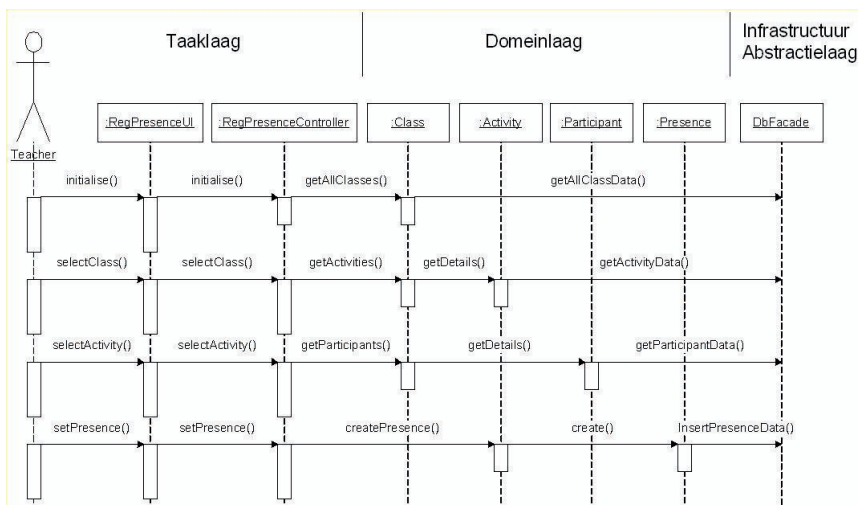 Taaklaag
Domeinlaag
Infrastructuur
Abstractielaag
:RegPresenceUI
:RegPresenceController
:Class
:Activity
:Participant
:Presence
DbFacade
Teacher
initialise()
initialise()
getAllClasses()
getAllClassData()
selectClass()
selectClass()
getActivities()
getDetails()
getActivityData()
selectActivity()
selectActivity()
getParticipants()
getDetails()
getParticipantData()
setPresence()
setPresence()
createPresence()
create()
InsertPresenceData()